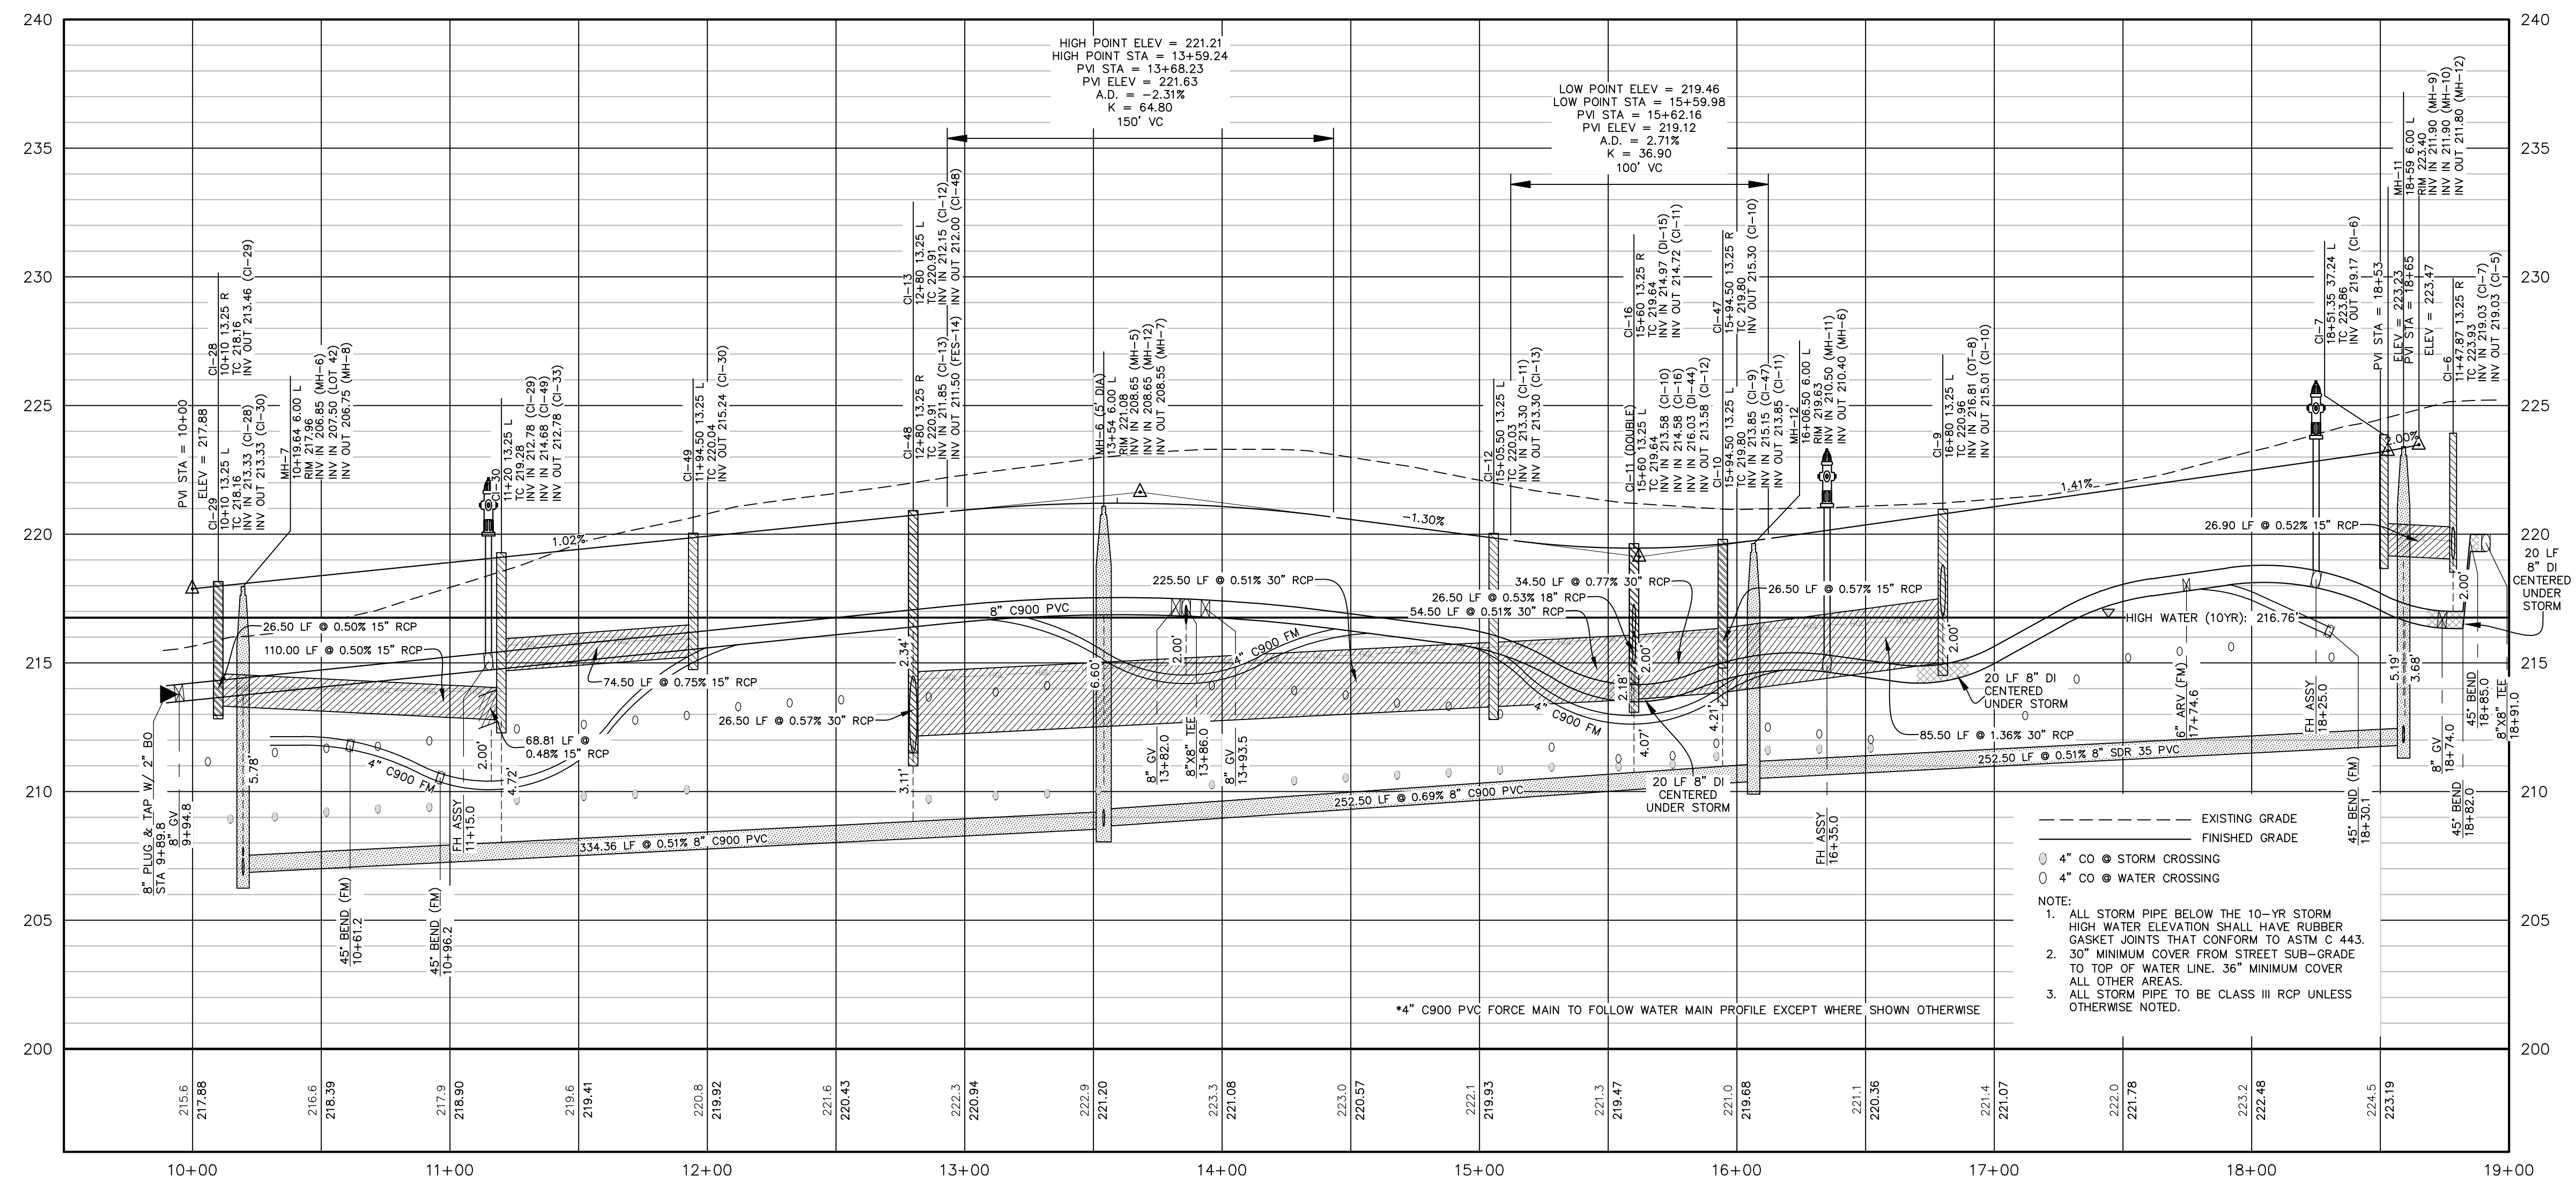 240
240
235
235
230
230
225
225
220
220
215
215
210
210
205
205
200
200
HIGH POINT ELEV = 221.21
HIGH POINT STA = 13+59.24
PVI STA = 13+68.23
PVI ELEV = 221.63
A.D. = -2.31%
K = 64.80
150' VC
LOW POINT ELEV = 219.46
LOW POINT STA = 15+59.98
PVI STA = 15+62.16
PVI ELEV = 219.12
A.D. = 2.71%
K = 36.90
100' VC
PVI STA = 10+00
ELEV = 217.88
CI-28
10+10 13.25 R
TC 218.16
INV OUT 213.46 (CI-29)
CI-29
10+10 13.25 L
TC 218.16
INV IN 213.33 (CI-28)
INV OUT 213.33 (CI-30)
MH-7
10+19.64 6.00 L
RIM 217.96
INV IN 206.85 (MH-6)
INV IN 207.50 (LOT 42)
INV OUT 206.75 (MH-8)
CI-30
11+20 13.25 L
TC 219.28
INV IN 212.78 (CI-29)
INV IN 214.68 (CI-49)
INV OUT 212.78 (CI-33)
CI-49
11+94.50 13.25 L
TC 220.04
INV OUT 215.24 (CI-30)
CI-13
12+80 13.25 L
TC 220.91
INV IN 212.15 (CI-12)
INV OUT 212.00 (CI-48)
CI-48
12+80 13.25 R
TC 220.91
INV IN 211.85 (CI-13)
INV OUT 211.50 (FES-14)
MH-6 (5' DIA)
13+54 6.00 L
RIM 221.08
INV IN 208.65 (MH-5)
INV IN 208.65 (MH-12)
INV OUT 208.55 (MH-7)
CI-12
15+05.50 13.25 L
TC 220.03
INV IN 213.30 (CI-11)
INV OUT 213.30 (CI-13)
CI-16
15+60 13.25 R
TC 219.64
INV IN 214.97 (DI-15)
INV OUT 214.72 (CI-11)
CI-11 (DOUBLE)
15+60 13.25 L
TC 219.64
INV IN 213.58 (CI-10)
INV IN 214.58 (CI-16)
INV IN 216.03 (DI-44)
INV OUT 213.58 (CI-12)
CI-47
15+94.50 13.25 R
TC 219.80
INV OUT 215.30 (CI-10)
CI-10
15+94.50 13.25 L
TC 219.80
INV IN 213.85 (CI-9)
INV IN 215.15 (CI-47)
INV OUT 213.85 (CI-11)
MH-12
16+06.50 6.00 L
RIM 219.63
INV IN 210.50 (MH-11)
INV OUT 210.40 (MH-6)
CI-9
16+80 13.25 L
TC 220.96
INV IN 216.81 (OT-8)
INV OUT 215.01 (CI-10)
CI-7
18+51.35 37.24 L
TC 223.86
INV OUT 219.17 (CI-6)
PVI STA = 18+53
ELEV = 223.23
PVI STA = 18+65
ELEV = 223.47
MH-11
18+59 6.00 L
RIM 223.40
INV IN 211.90 (MH-9)
INV IN 211.90 (MH-10)
INV OUT 211.80 (MH-12)
CI-6
11+47.87 13.25 R
TC 223.93
INV IN 219.03 (CI-7)
INV OUT 219.03 (CI-5)
1.02%
-1.30%
1.41%
2.00%
26.50 LF @ 0.50% 15" RCP
110.00 LF @ 0.50% 15" RCP
74.50 LF @ 0.75% 15" RCP
68.81 LF @
0.48% 15" RCP
26.50 LF @ 0.57% 30" RCP
225.50 LF @ 0.51% 30" RCP
26.50 LF @ 0.53% 18" RCP
54.50 LF @ 0.51% 30" RCP
34.50 LF @ 0.77% 30" RCP
26.50 LF @ 0.57% 15" RCP
85.50 LF @ 1.36% 30" RCP
26.90 LF @ 0.52% 15" RCP
8" C900 PVC
4" C900 FM
4" C900 FM
4" C900 FM
334.36 LF @ 0.51% 8" C900 PVC
252.50 LF @ 0.69% 8" C900 PVC
252.50 LF @ 0.51% 8" SDR 35 PVC
HIGH WATER (10YR): 216.76
20 LF 8" DI
CENTERED
UNDER STORM
20 LF 8" DI
CENTERED
UNDER STORM
20 LF
8" DI
CENTERED
UNDER
STORM
5.78'
2.00'
4.72'
2.34'
3.11'
6.60'
2.00'
2.00'
2.18'
4.07'
4.21'
2.00'
5.19'
3.68'
2.00'
8" PLUG & TAP W/ 2" BO
STA 9+89.8
8" GV
9+94.8
45° BEND (FM)
10+61.2
45° BEND (FM)
10+96.2
FH ASSY
11+15.0
8" GV
13+82.0
8"X8" TEE
13+86.0
8" GV
13+93.5
FH ASSY
16+35.0
6" ARV (FM)
17+74.6
FH ASSY
18+25.0
45° BEND (FM)
18+30.1
8" GV
18+74.0
45° BEND
18+82.0
45° BEND
18+85.0
8"X8" TEE
18+91.0
EXISTING GRADE
FINISHED GRADE
4" CO @ STORM CROSSING
4" CO @ WATER CROSSING
NOTE:
1. ALL STORM PIPE BELOW THE 10-YR STORM
HIGH WATER ELEVATION SHALL HAVE RUBBER
GASKET JOINTS THAT CONFORM TO ASTM C 443.
2. 30" MINIMUM COVER FROM STREET SUB-GRADE
TO TOP OF WATER LINE. 36" MINIMUM COVER
ALL OTHER AREAS.
3. ALL STORM PIPE TO BE CLASS III RCP UNLESS
OTHERWISE NOTED.
*4" C900 PVC FORCE MAIN TO FOLLOW WATER MAIN PROFILE EXCEPT WHERE SHOWN OTHERWISE
215.6
217.88
216.6
218.39
217.9
218.90
219.6
219.41
220.8
219.92
221.6
220.43
222.3
220.94
222.9
221.20
223.3
221.08
223.0
220.57
222.1
219.93
221.3
219.47
221.0
219.68
221.1
220.36
221.4
221.07
222.0
221.78
223.2
222.48
224.5
223.19
10+00
11+00
12+00
13+00
14+00
15+00
16+00
17+00
18+00
19+00